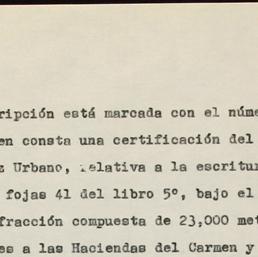 ripción está marcada con el núme
en consta una certificación del
z Urbano, relativa a la escritur
fojas 41 del libro 5º, bajo el
fracción compuesta de 23,000 met
es a las Haciendas del Carmen y